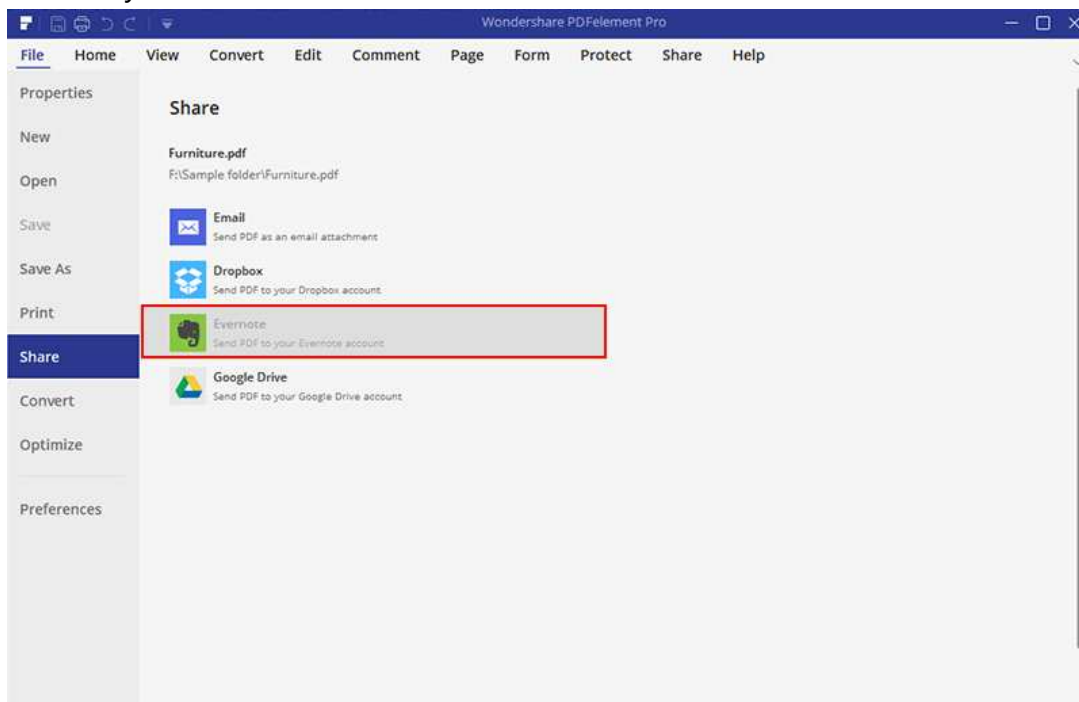 Wondershare PDFelement Pro
File Home View Convert Edit Comment Page Form Protect Share Help
Properties
New
Open
Save
Save As
Print
Share
Convert
Optimize
Preferences
Share
Furniture.pdf
F:\Sample folder\Furniture.pdf
Email
Send PDF as an email attachment
Dropbox
Send PDF to your Dropbox account
Evernote
Send PDF to your Evernote account
Google Drive
Send PDF to your Google Drive account